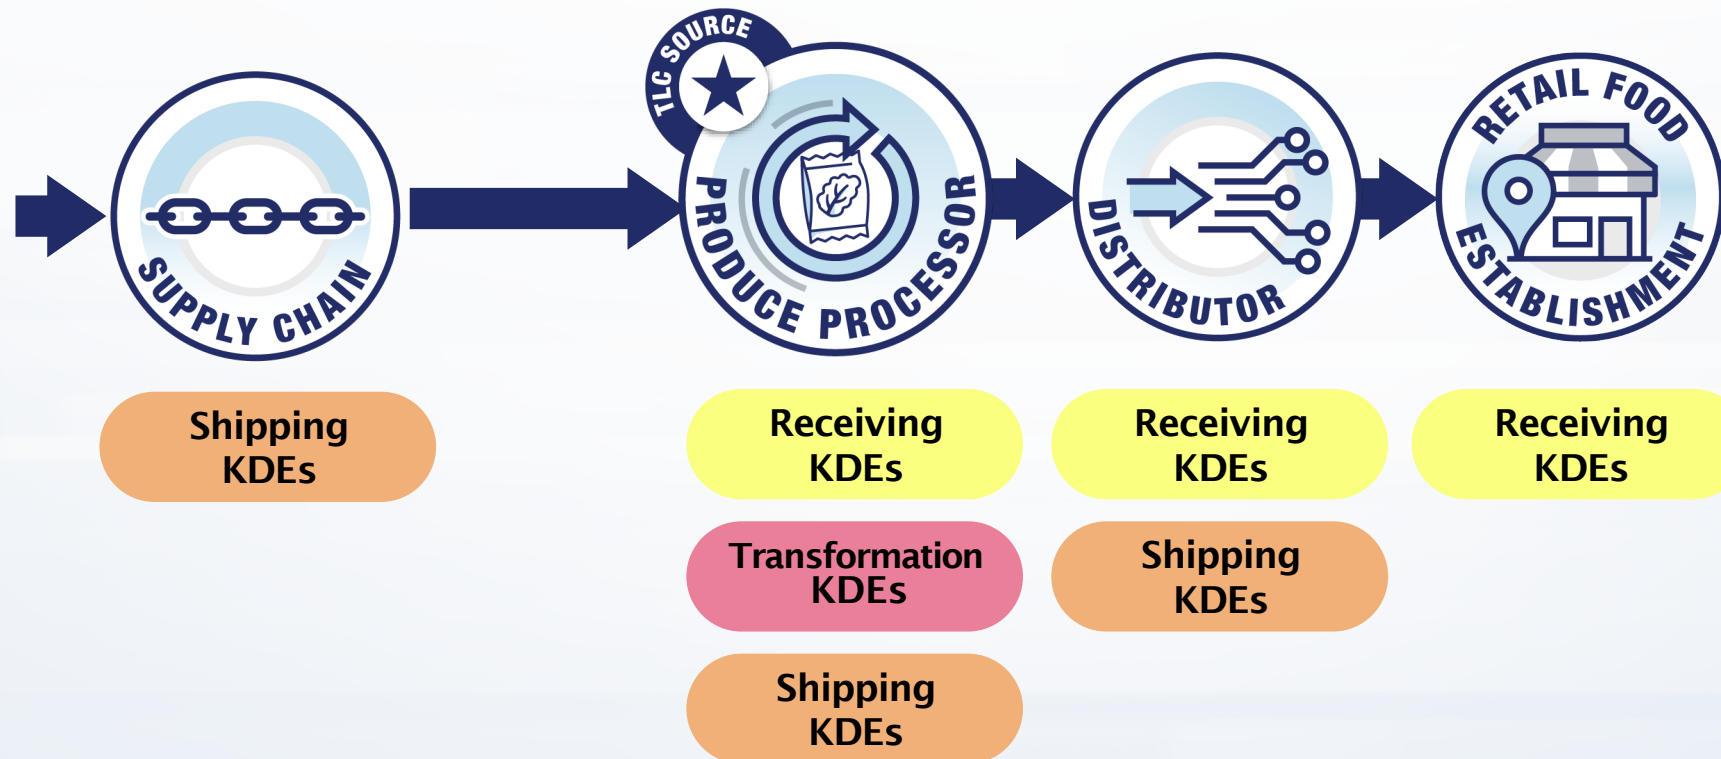 TLC SOURCE
SUPPLY CHAIN
PRODUCE PROCESSOR
DISTRIBUTOR
RETAIL FOOD
ESTABLISHMENT
Shipping
KDEs
Receiving
KDEs
Transformation
KDEs
Shipping
KDEs
Receiving
KDEs
Shipping
KDEs
Receiving
KDEs